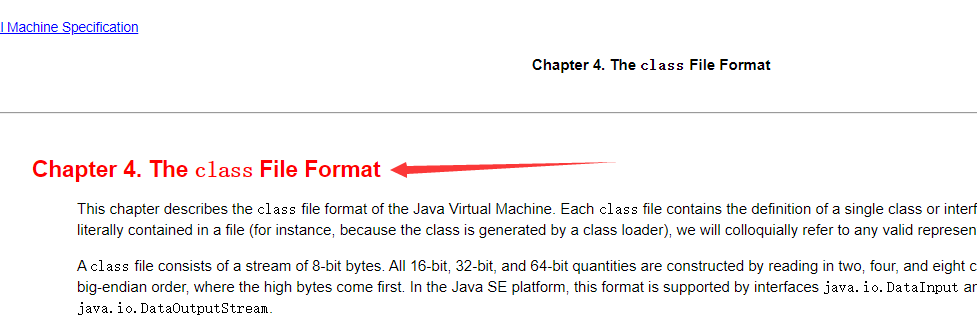 l Machine Specification
Chapter 4. The class File Format
Chapter 4. The class File Format
This chapter describes the class file format of the Java Virtual Machine. Each class file contains the definition of a single class or
literally contained in a file (for instance, because the class is generated by a class loader), we will colloquially refer to any valid
A class file consists of a stream of 8-bit bytes. All 16-bit, 32-bit, and 64-bit quantities are constructed by reading in two, four, and eight
big-endian order, where the high bytes come first. In the Java SE platform, this format is supported by interfaces java.io.DataInput
java.io.DataOutputStream.